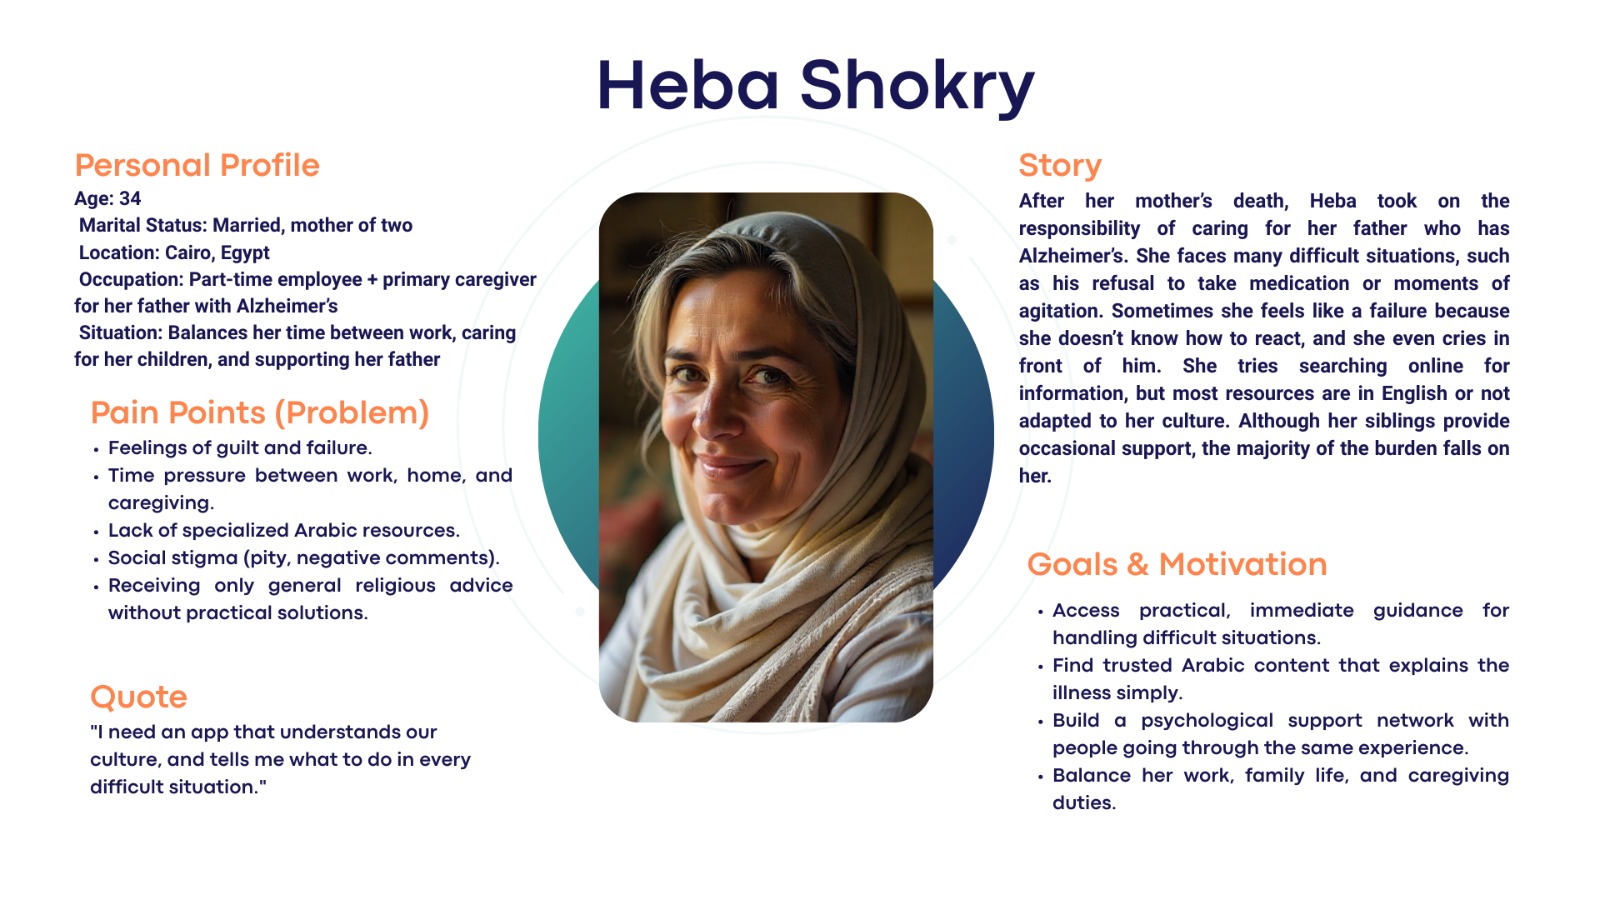 Heba Shokry
Personal Profile
Age: 34
Marital Status: Married, mother of two
Location: Cairo, Egypt
Occupation: Part-time employee + primary caregiver
for her father with Alzheimer’s
Situation: Balances her time between work, caring
for her children, and supporting her father
Pain Points (Problem)
• Feelings of guilt and failure.
• Time pressure between work, home, and
caregiving.
• Lack of specialized Arabic resources.
• Social stigma (pity, negative comments).
• Receiving only general religious advice
without practical solutions.
Quote
"I need an app that understands our
culture, and tells me what to do in every
difficult situation."
Story
After her mother’s death, Heba took on the
responsibility of caring for her father who has
Alzheimer’s. She faces many difficult situations, such
as his refusal to take medication or moments of
agitation. Sometimes she feels like a failure because
she doesn’t know how to react, and she even cries in
front of him. She tries searching online for
information, but most resources are in English or not
adapted to her culture. Although her siblings provide
occasional support, the majority of the burden falls on
her.
Goals & Motivation
• Access practical, immediate guidance for
handling difficult situations.
• Find trusted Arabic content that explains the
illness simply.
• Build a psychological support network with
people going through the same experience.
• Balance her work, family life, and caregiving
duties.